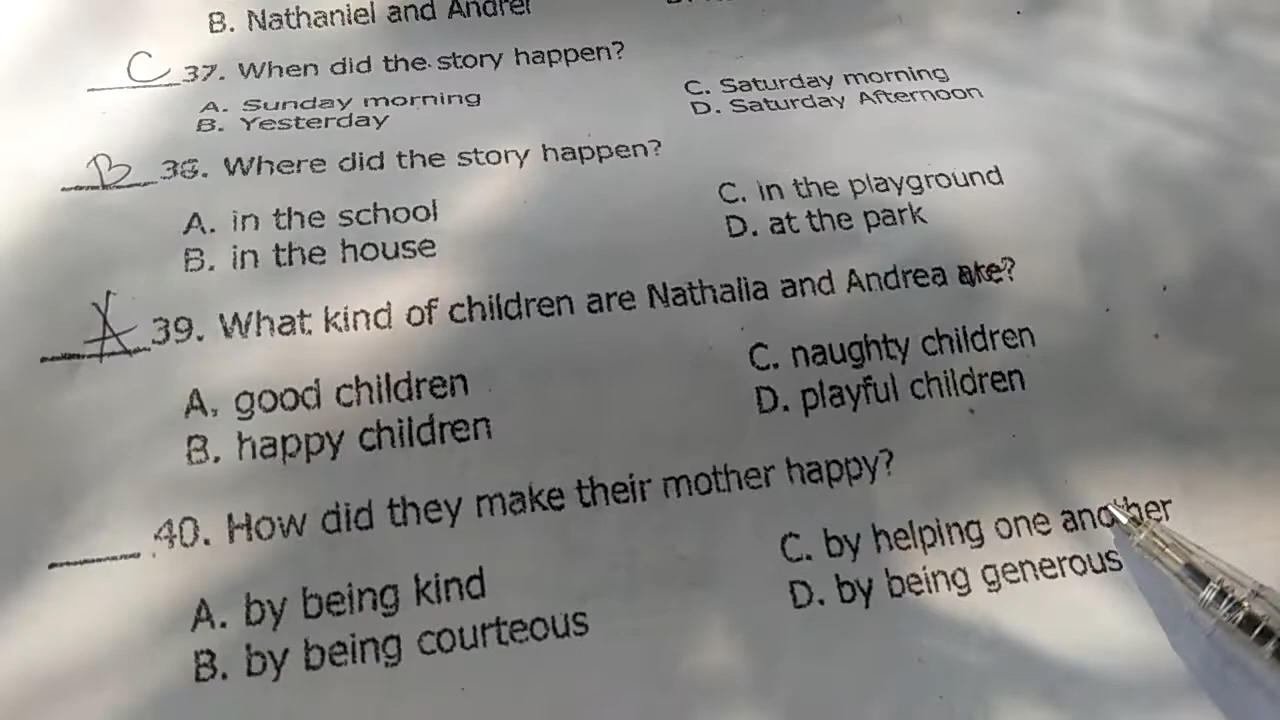 B. Nathaniel and Andrei
C 37. When did the story happen?
A. Sunday morning
B. Yesterday
C. Saturday morning
D. Saturday Afternoon
B 38. Where did the story happen?
A. in the school
B. in the house
C. in the playground
D. at the park
A 39. What kind of children are Nathalia and Andrea are?
A. good children
B. happy children
C. naughty children
D. playful children
40. How did they make their mother happy?
A. by being kind
B. by being courteous
C. by helping one another
D. by being generous